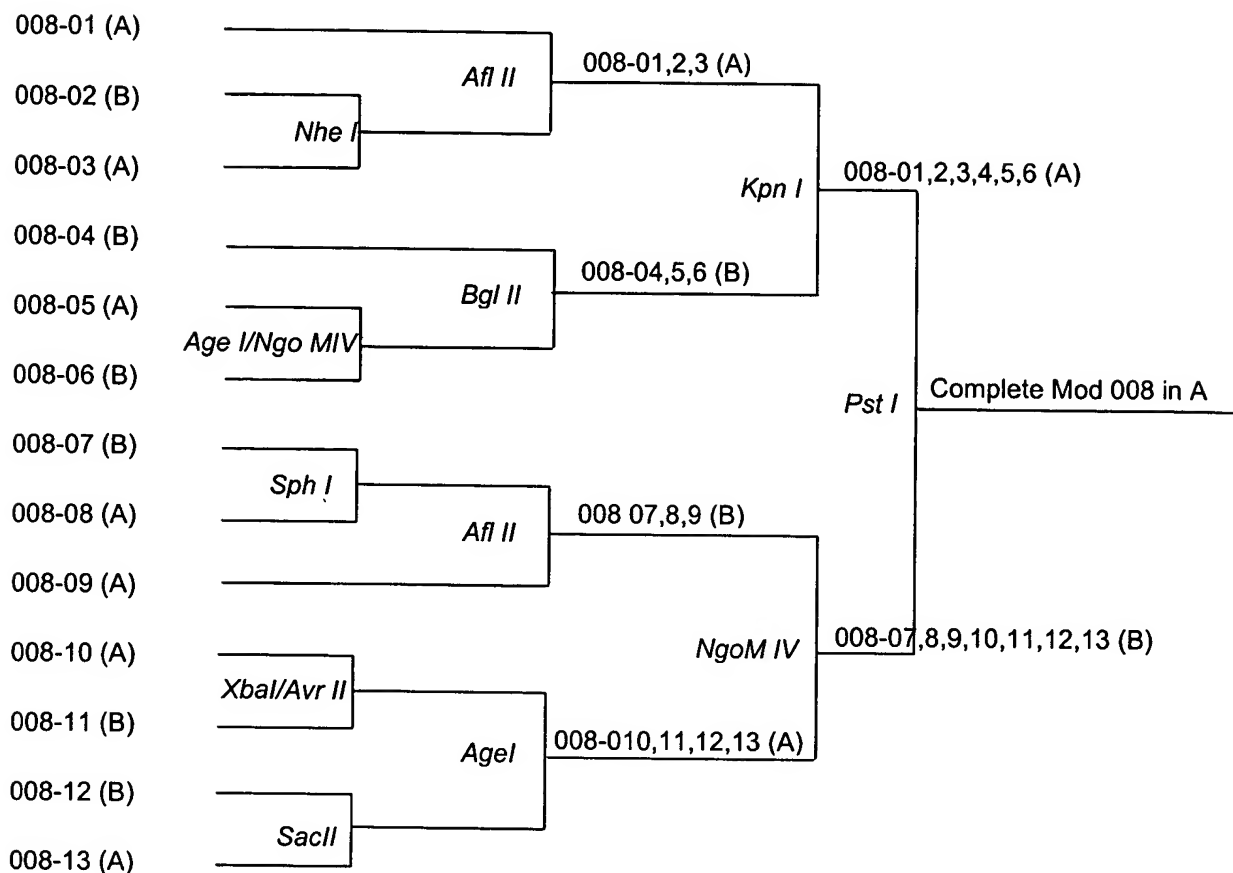 008-01 (A)
008-02 (B)
008-03 (A)
008-04 (B)
008-05 (A)
008-06 (B)
008-07 (B)
008-08 (A)
008-09 (A)
008-10 (A)
008-11 (B)
008-12 (B)
008-13 (A)
Nhe I
Age I/Ngo MIV
Sph I
XbaI/Avr II
SacII
Afl II
Bgl II
Afl II
AgeI
008-01,2,3 (A)
008-04,5,6 (B)
008 07,8,9 (B)
008-010,11,12,13 (A)
Kpn I
NgoM IV
008-01,2,3,4,5,6 (A)
008-07,8,9,10,11,12,13 (B)
Pst I
Complete Mod 008 in A